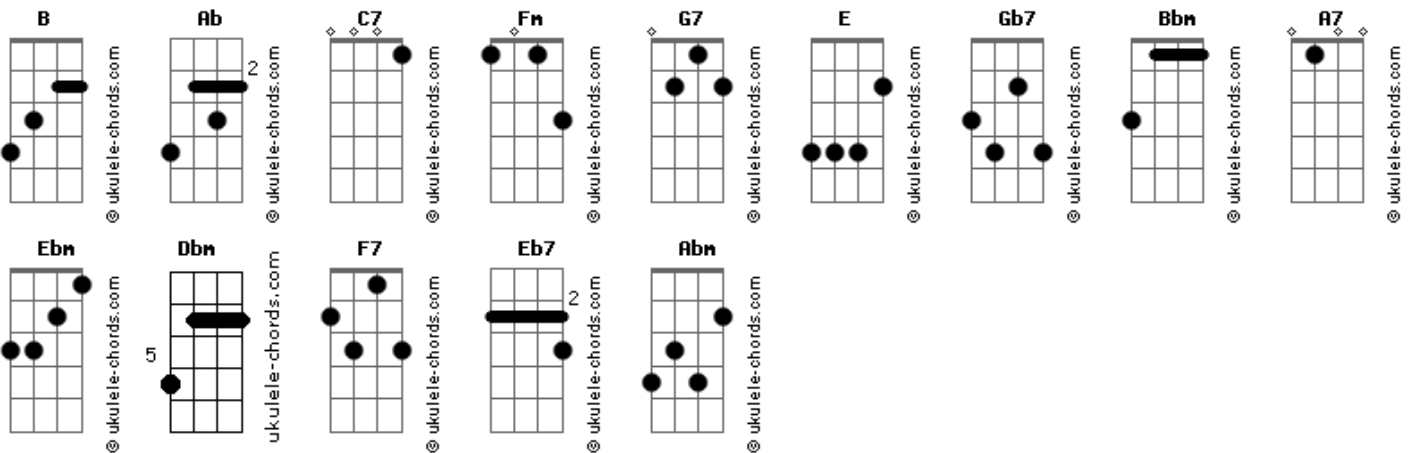 B Ab C7 Fm G7 E Gb7 Bbm A7
2
© ukulele-chords.com © ukulele-chords.com © ukulele-chords.com © ukulele-chords.com © ukulele-chords.com © ukulele-chords.com © ukulele-chords.com © ukulele-chords.com © ukulele-chords.com
Ebm Dbm F7 Eb7 Abm
5 2
© ukulele-chords.com ukulele-chords.com © ukulele-chords.com © ukulele-chords.com © ukulele-chords.com